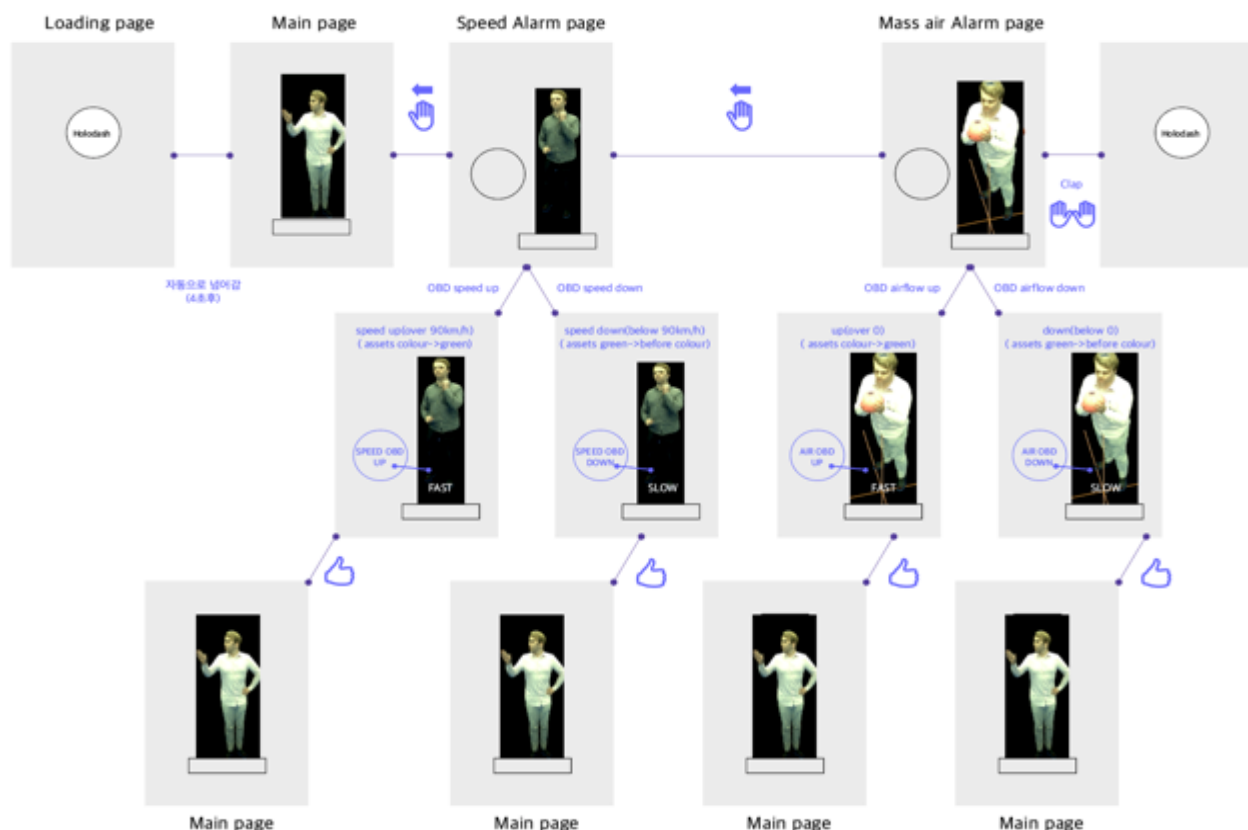 Loading page
Main page
Speed Alarm page
Mass air Alarm page
Holodash
Holodash
Clap
자동으로 넘어감
(4초후)
OBD speed up
OBD speed down
OBD airflow up
OBD airflow down
speed up(over 90km/h)
( assets colour->green)
speed down(below 90km/h)
( assets green->before colour)
up(over 0)
( assets colour->green)
down(below 0)
( assets green->before colour)
SPEED OBD
UP
FAST
SPEED OBD
DOWN
SLOW
AIR OBD
UP
FAST
AIR OBD
DOWN
SLOW
Main page
Main page
Main page
Main page